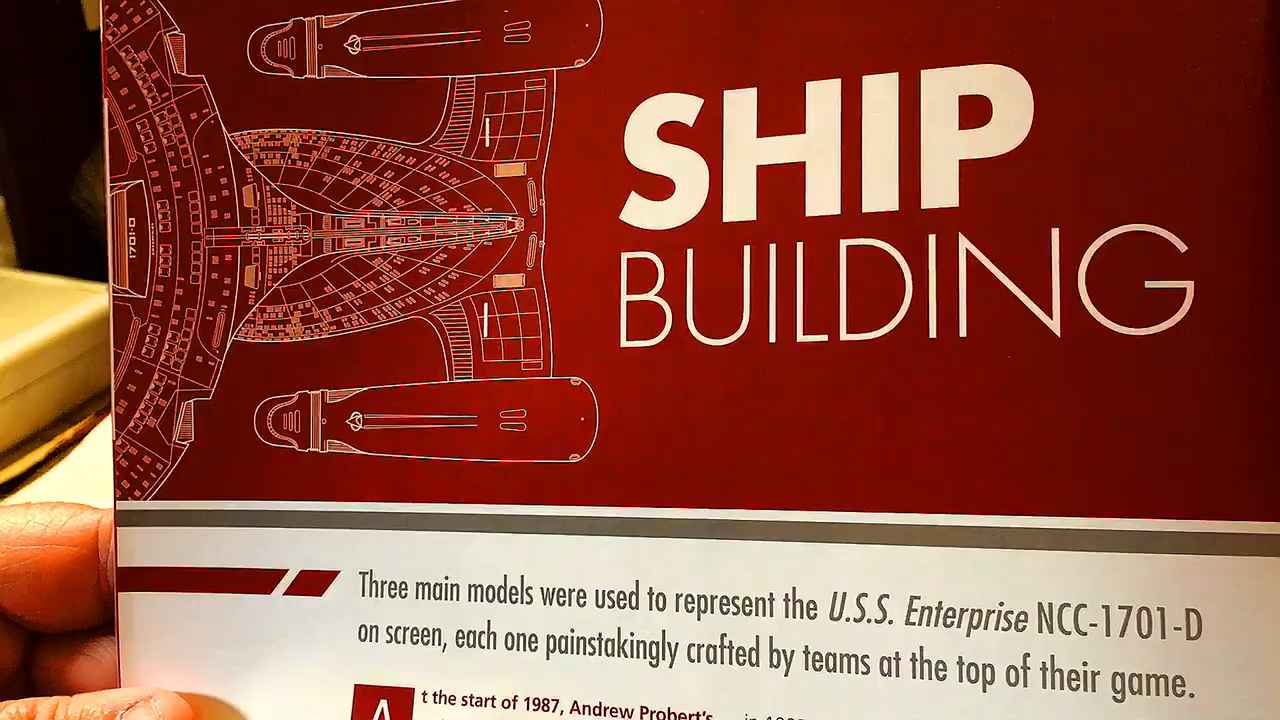 SHIP
BUILDING
1701-D
Three main models were used to represent the U.S.S. Enterprise NCC-1701-D
on screen, each one painstakingly crafted by teams at the top of their game.
At the start of 1987, Andrew Probert's